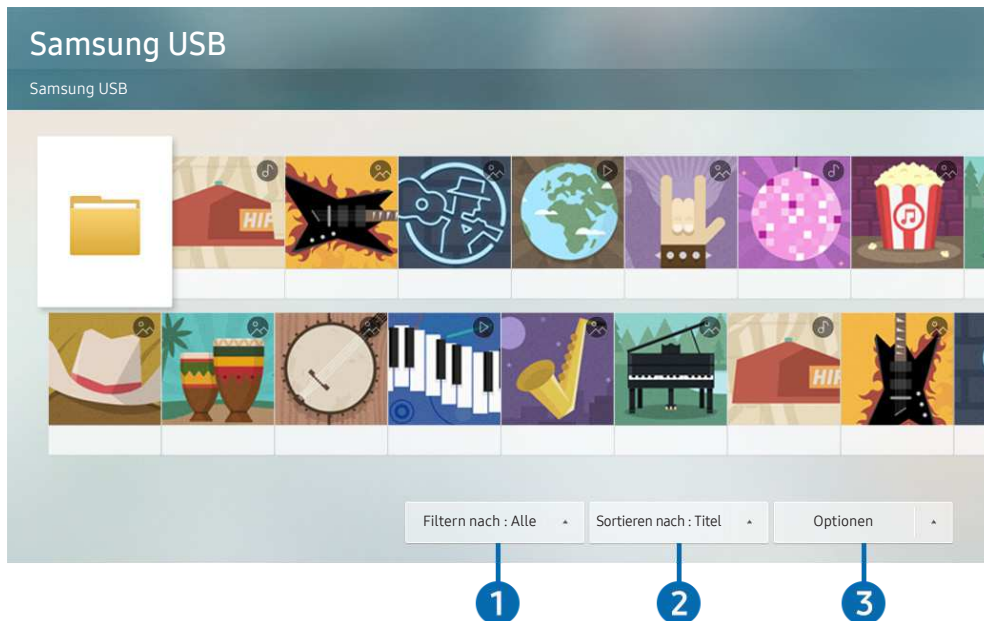 Samsung USB
Samsung USB
HIF
HIF
Filtern nach : Alle
Sortieren nach : Titel
Optionen
1
2
3